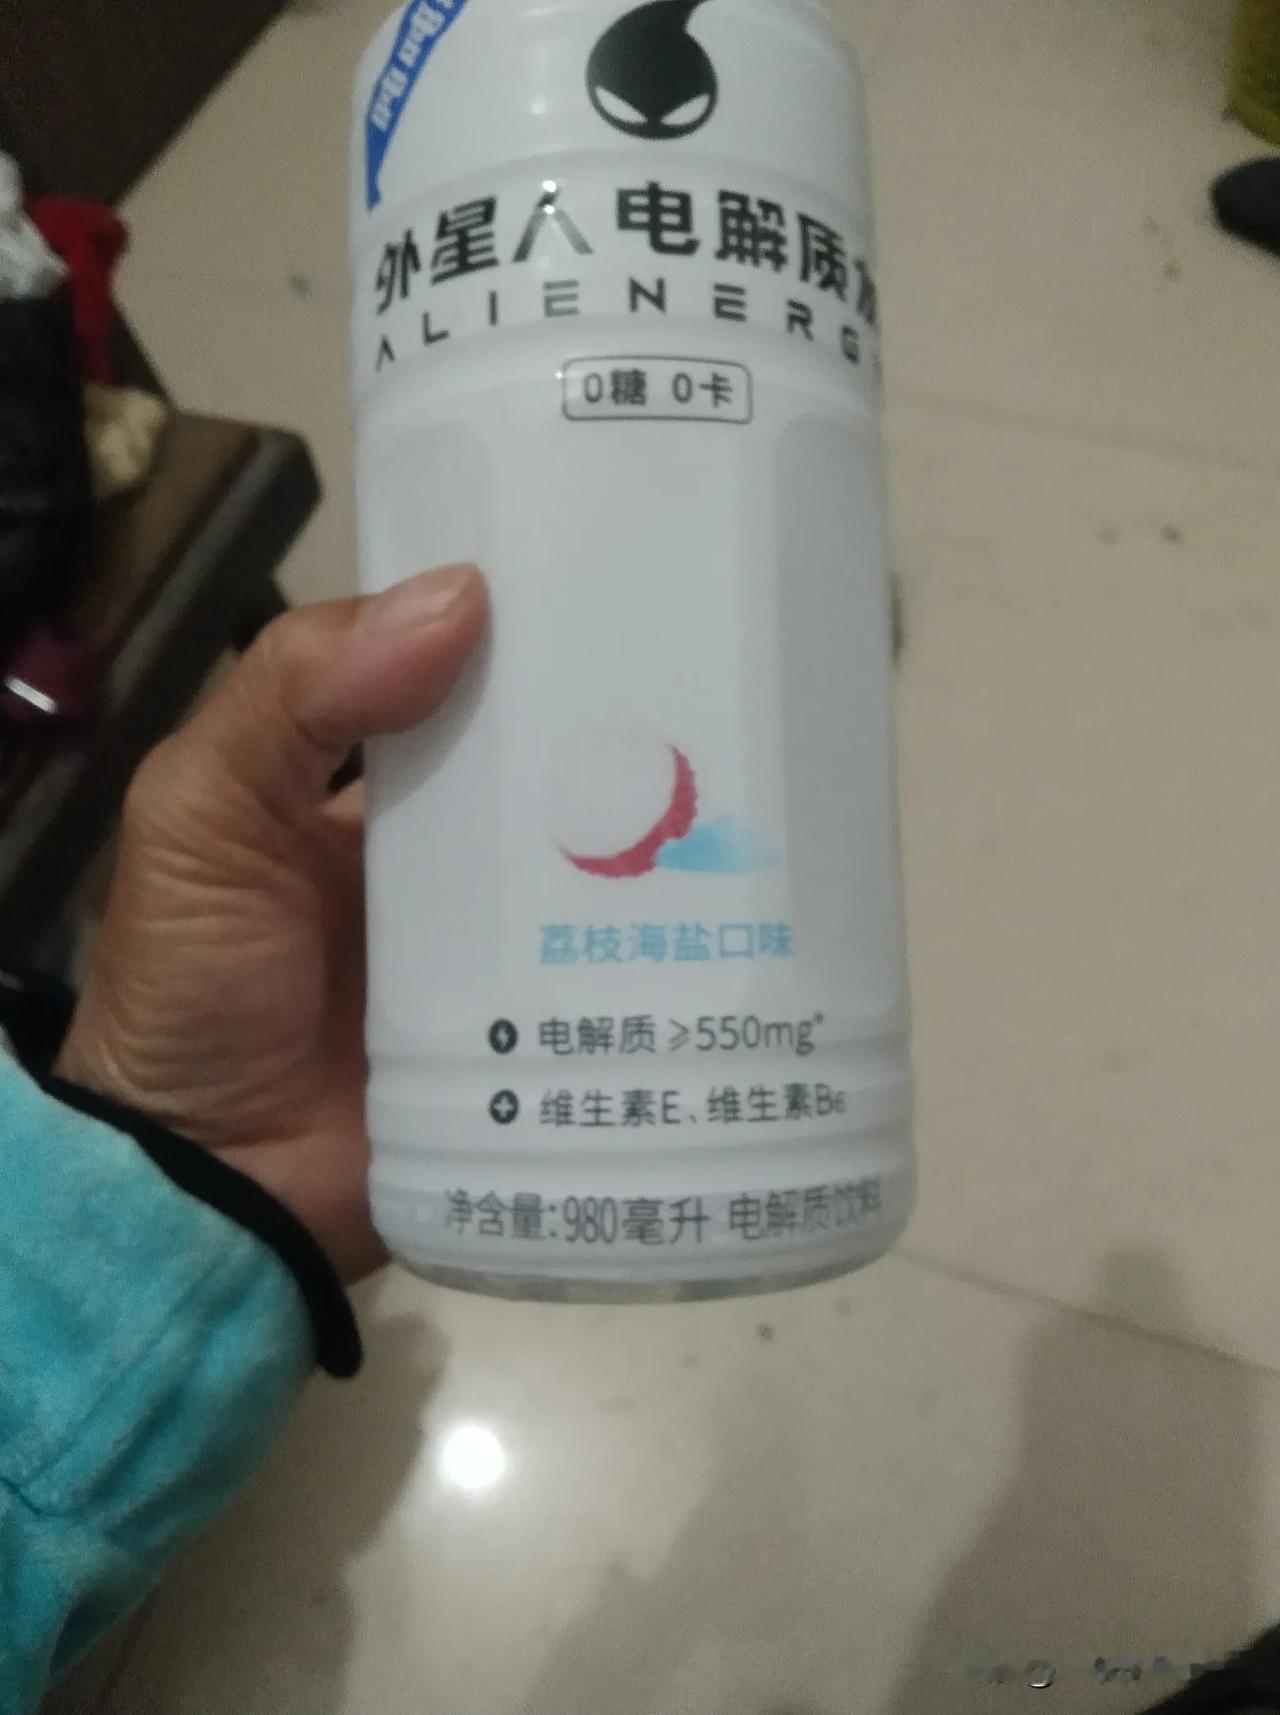 外星人电解质水
ALIENERGY
0糖 0卡
荔枝海盐口味
电解质≥550mg*
维生素E、维生素B6
净含量:980毫升 电解质饮料